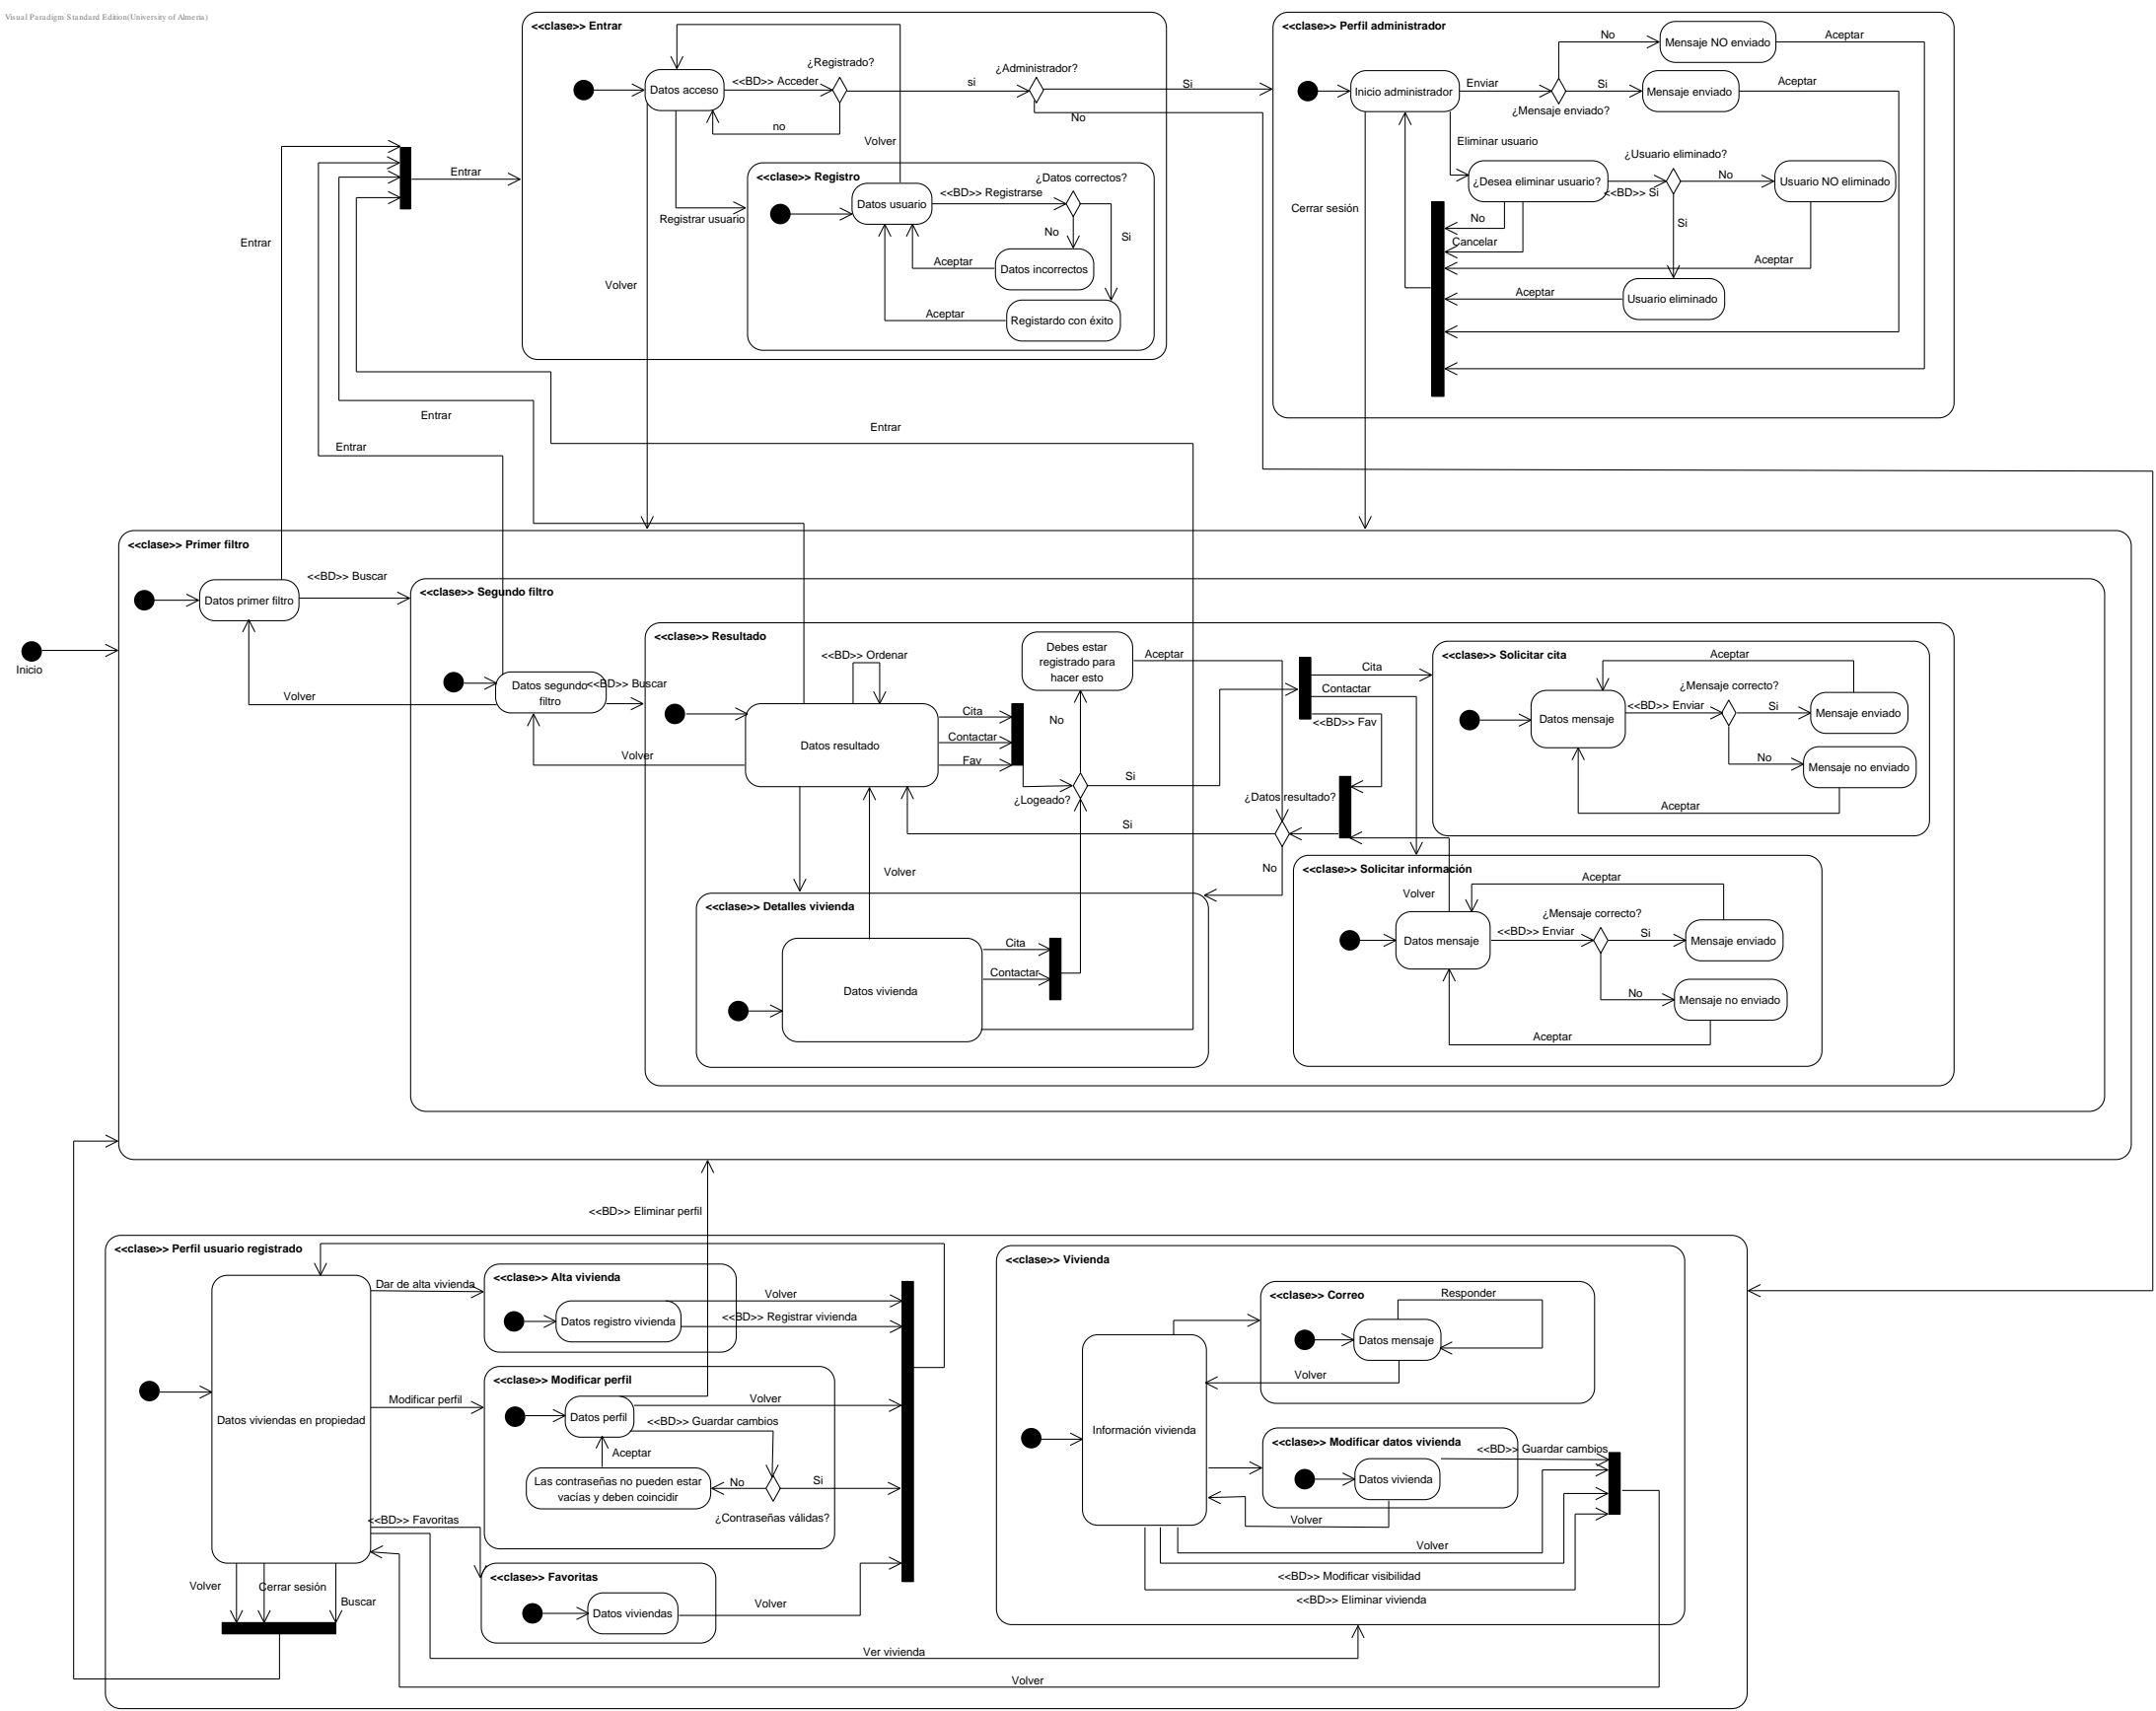 Visual Paradigm Standard Edition(University of Almeria)
<<clase>> Entrar
¿Registrado?
Datos acceso
<<BD>> Acceder
si
no
¿Administrador?
Si
No
Volver
Registrar usuario
Volver
<<clase>> Registro
¿Datos correctos?
Datos usuario
<<BD>> Registrarse
No
Si
Aceptar
Datos incorrectos
Aceptar
Registardo con éxito
<<clase>> Perfil administrador
No
Mensaje NO enviado
Aceptar
Inicio administrador
Enviar
Si
Mensaje enviado
Aceptar
¿Mensaje enviado?
Eliminar usuario
¿Usuario eliminado?
¿Desea eliminar usuario?
<<BD>> Si
No
Usuario NO eliminado
Cerrar sesión
No
Si
Cancelar
Aceptar
Aceptar
Usuario eliminado
Entrar
Entrar
Entrar
Entrar
Entrar
Inicio
<<clase>> Primer filtro
Datos primer filtro
<<BD>> Buscar
Volver
<<clase>> Segundo filtro
Datos segundo
filtro
<<BD>> Buscar
Volver
<<clase>> Resultado
<<BD>> Ordenar
Datos resultado
Cita
Contactar
Fav
Debes estar
registrado para
hacer esto
Aceptar
No
¿Logeado?
Si
Cita
Contactar
<<BD>> Fav
¿Datos resultado?
Si
No
Volver
<<clase>> Solicitar cita
Aceptar
¿Mensaje correcto?
Datos mensaje
<<BD>> Enviar
Si
Mensaje enviado
No
Mensaje no enviado
Aceptar
<<clase>> Solicitar información
Volver
Aceptar
¿Mensaje correcto?
Datos mensaje
<<BD>> Enviar
Si
Mensaje enviado
No
Mensaje no enviado
Aceptar
<<clase>> Detalles vivienda
Datos vivienda
Cita
Contactar
<<BD>> Eliminar perfil
<<clase>> Perfil usuario registrado
Datos viviendas en propiedad
Dar de alta vivienda
<<clase>> Alta vivienda
Datos registro vivienda
Volver
<<BD>> Registrar vivienda
Modificar perfil
<<clase>> Modificar perfil
Datos perfil
Volver
<<BD>> Guardar cambios
Aceptar
Las contraseñas no pueden estar
vacías y deben coincidir
No
Si
¿Contraseñas válidas?
<<BD>> Favoritas
<<clase>> Favoritas
Datos viviendas
Volver
Volver
Cerrar sesión
Buscar
Ver vivienda
Volver
<<clase>> Vivienda
Información vivienda
<<clase>> Correo
Responder
Datos mensaje
Volver
<<clase>> Modificar datos vivienda
<<BD>> Guardar cambios
Datos vivienda
Volver
Volver
<<BD>> Modificar visibilidad
<<BD>> Eliminar vivienda